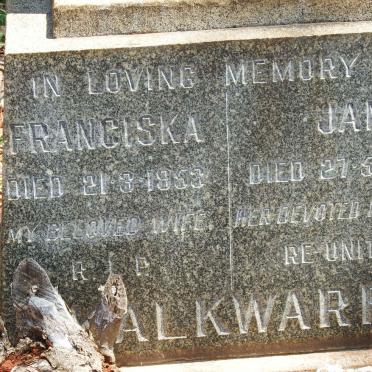 IN LOVING MEMORY
FRANCISKA JAN
DIED 21-8-1953 DIED 27-5
MY BELOVED WIFE. HER DEVOTED
R I P RE-UNIT
ALKWAR